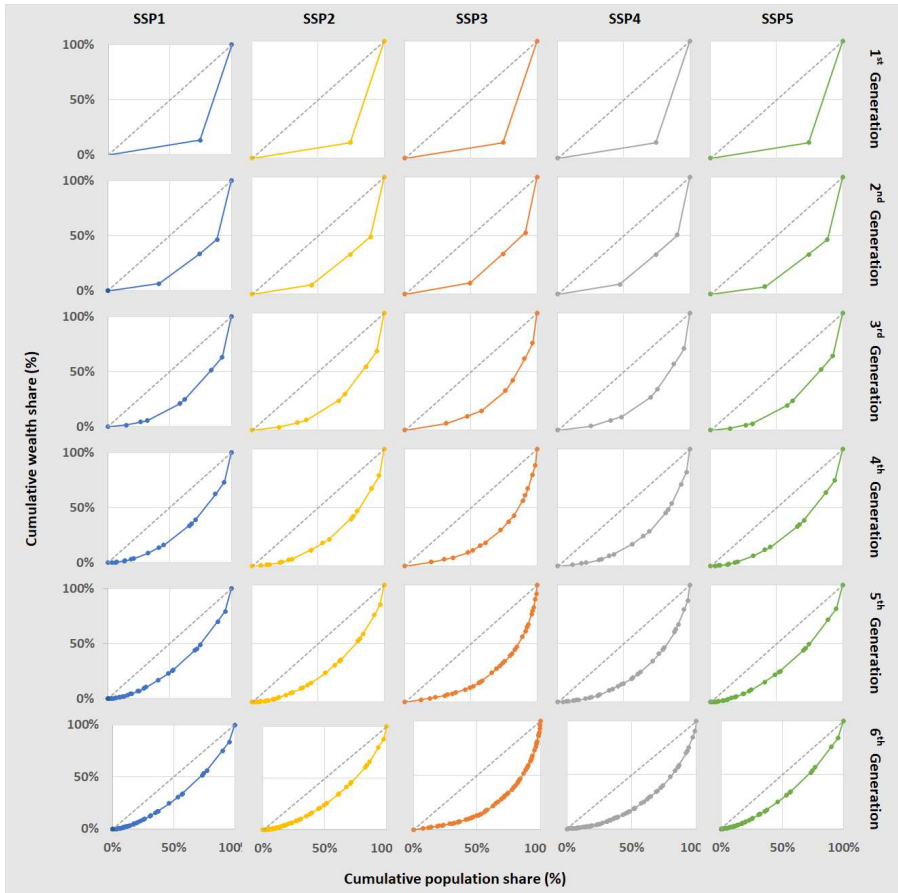 SSP1 SSP2 SSP3 SSP4 SSP5
100%
50%
0%
1st Generation
100%
50%
0%
2nd Generation
100%
50%
0%
3rd Generation
100%
50%
0%
4th Generation
100%
50%
0%
5th Generation
100%
50%
0%
6th Generation
Cumulative wealth share (%)
0% 50% 100% 0% 50% 100% 0% 50% 100% 0% 50% 100% 0% 50% 100%
Cumulative population share (%)